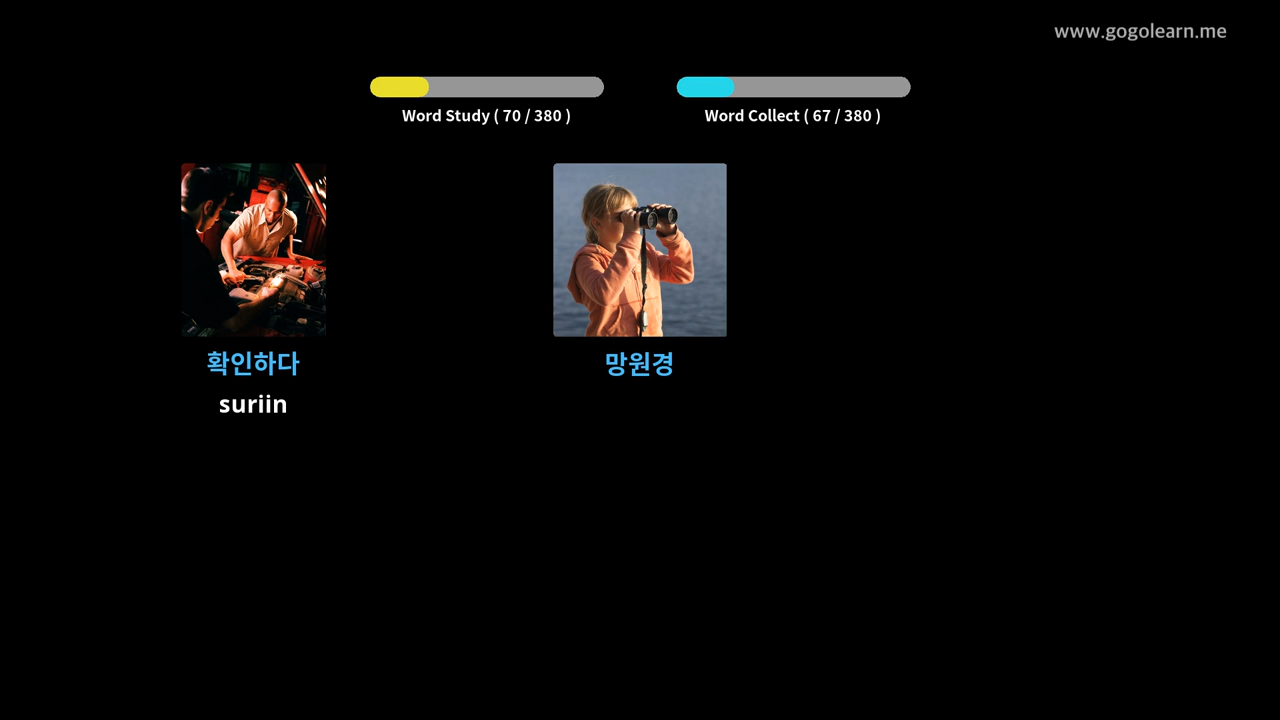 www.gogolearn.me
Word Study ( 70 / 380 )
Word Collect ( 67 / 380 )
확인하다
suriin
망원경